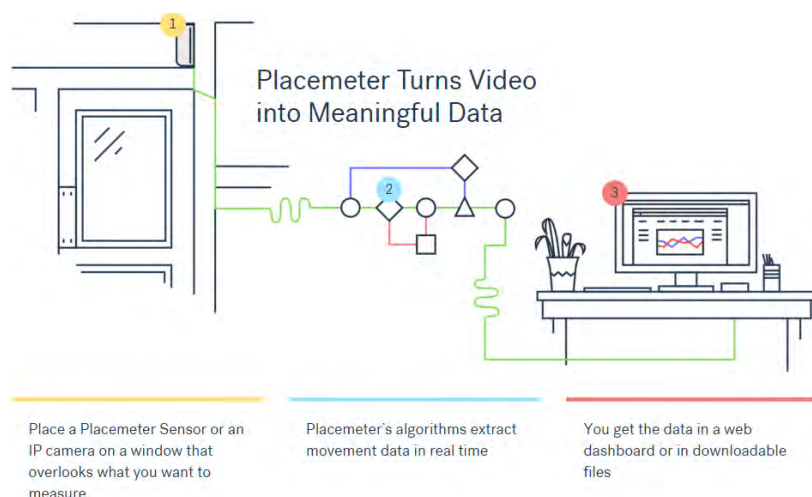 1
Placemeter Turns Video
into Meaningful Data
2
3
Place a Placemeter Sensor or an
IP camera on a window that
overlooks what you want to
measure
Placemeter's algorithms extract
movement data in real time
You get the data in a web
dashboard or in downloadable
files